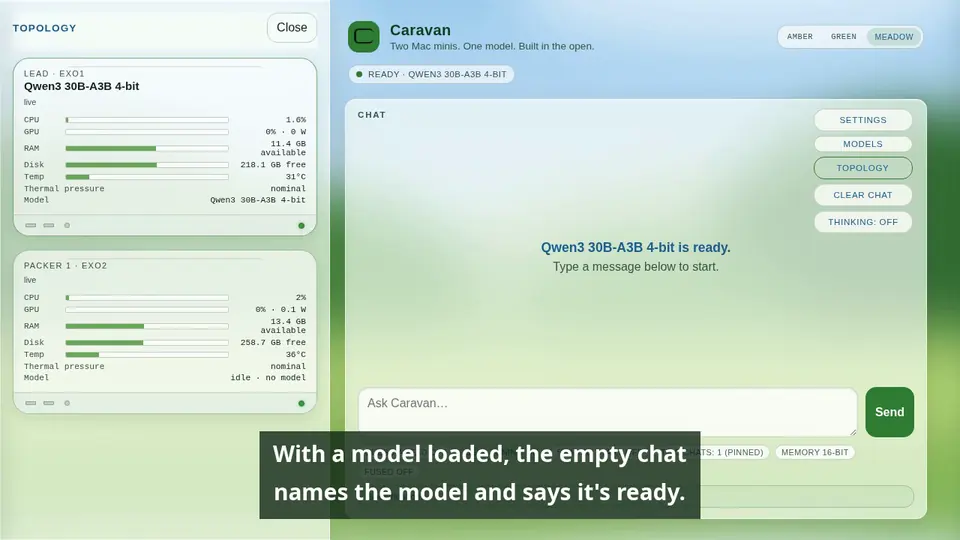 TOPOLOGY
Close
LEAD · EXO1
Qwen3 30B-A3B 4-bit
live
CPU 1.6%
GPU 0% · 0 W
RAM 11.4 GB available
Disk 218.1 GB free
Temp 31°C
Thermal pressure nominal
Model Qwen3 30B-A3B 4-bit
PACKER 1 · EXO2
live
CPU 2%
GPU 0% · 0.1 W
RAM 13.4 GB available
Disk 258.7 GB free
Temp 36°C
Thermal pressure nominal
Model idle · no model
Caravan
Two Mac minis. One model. Built in the open.
AMBER GREEN MEADOW
READY · QWEN3 30B-A3B 4-BIT
CHAT
SETTINGS
MODELS
TOPOLOGY
CLEAR CHAT
THINKING: OFF
Qwen3 30B-A3B 4-bit is ready.
Type a message below to start.
Ask Caravan…
Send
CHATS: 1 (PINNED) MEMORY 16-BIT
FUSED OFF
With a model loaded, the empty chat
names the model and says it's ready.